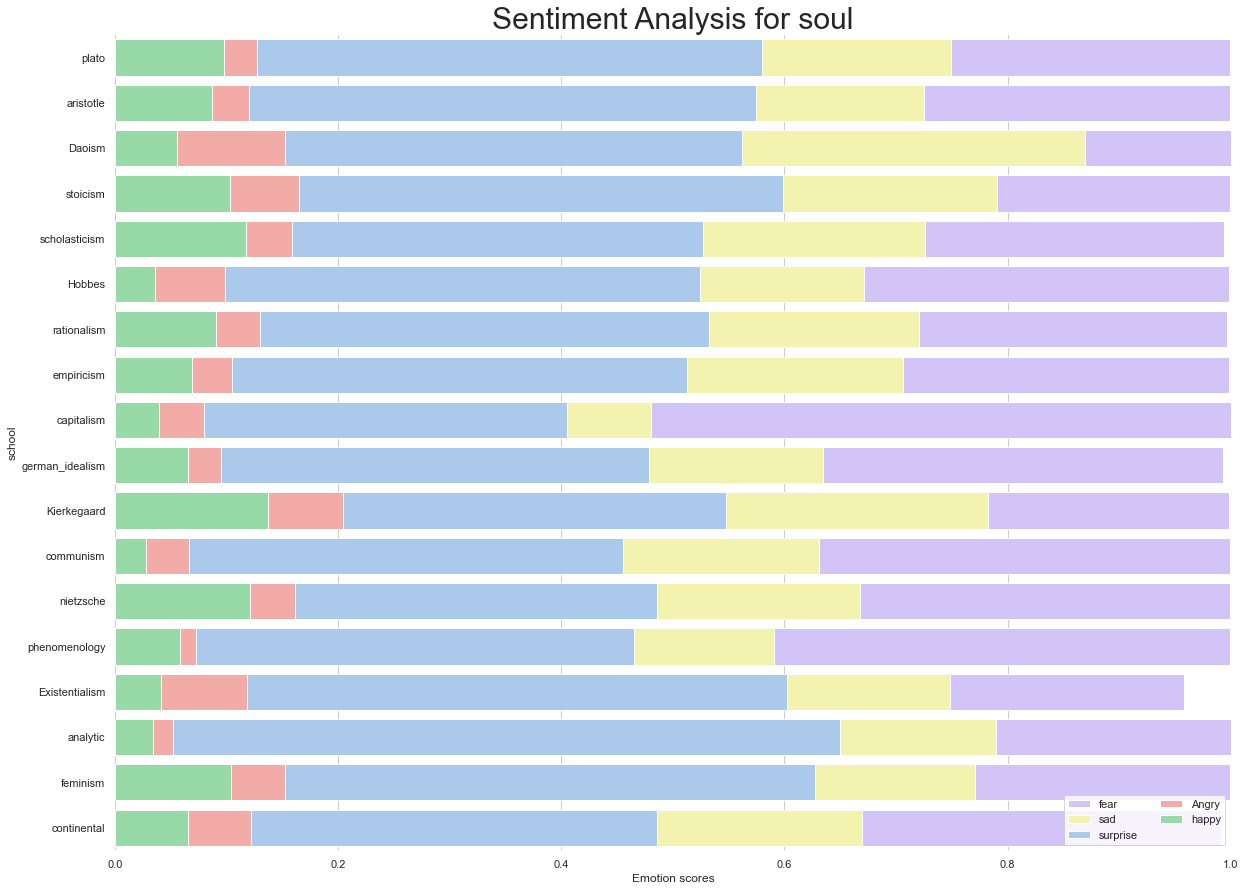 Sentiment Analysis for soul
plato
aristotle
Daoism
stoicism
scholasticism
Hobbes
rationalism
empiricism
capitalism
school
german_idealism
Kierkegaard
communism
nietzsche
phenomenology
Existentialism
analytic
feminism
continental
fear Angry
sad happy
surprise
0.0 0.2 0.4 0.6 0.8 1.0
Emotion scores